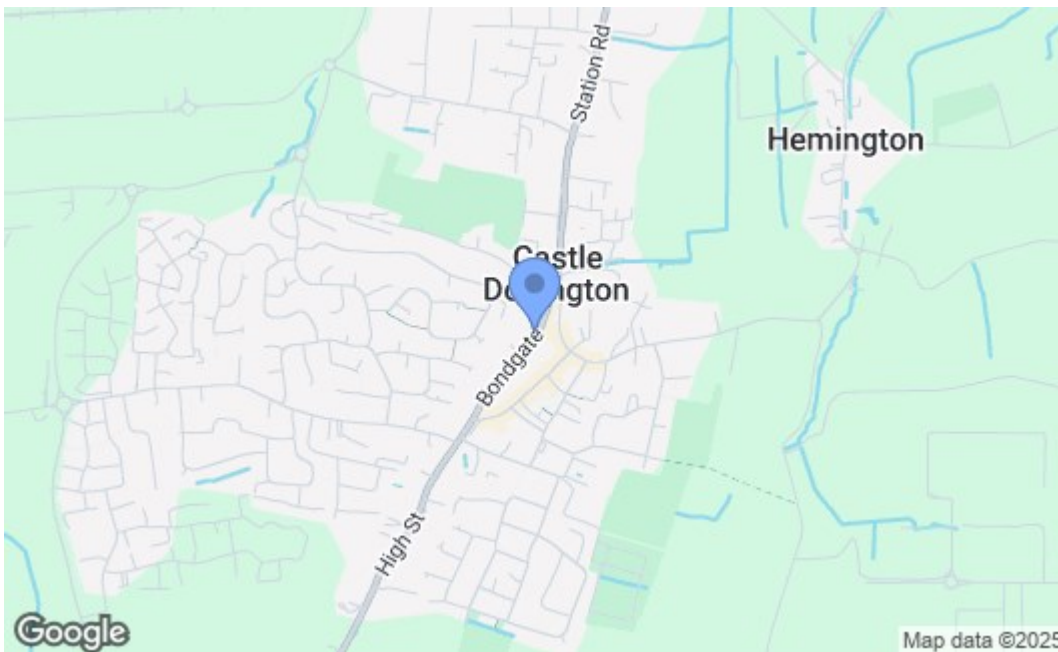 Station Rd
Hemington
Castle
Donington
Bondgate
High St
Google
Map data ©2025